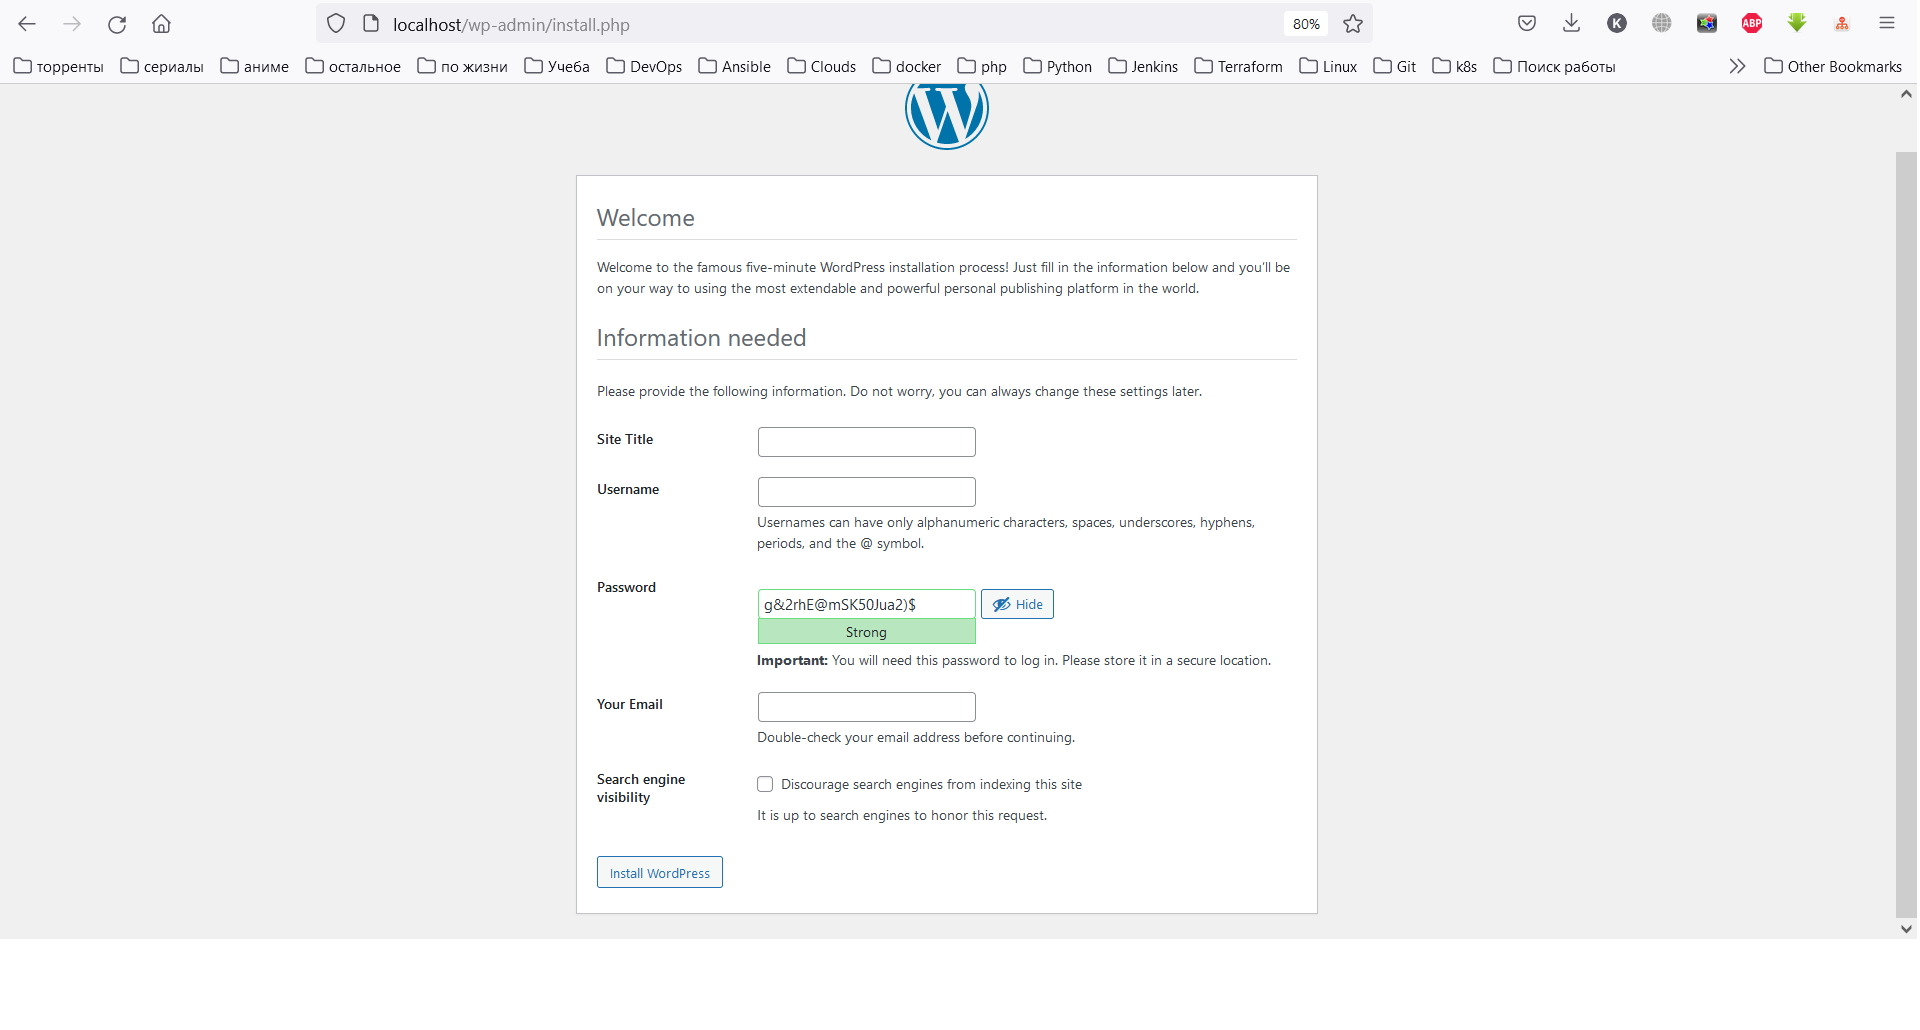 localhost/wp-admin/install.php 80% K ABP
торренты сериалы аниме остальное по жизни Учеба DevOps Ansible Clouds docker php Python Jenkins Terraform Linux Git k8s Поиск работы Other Bookmarks
W
Welcome
Welcome to the famous five-minute WordPress installation process! Just fill in the information below and you’ll be
on your way to using the most extendable and powerful personal publishing platform in the world.
Information needed
Please provide the following information. Do not worry, you can always change these settings later.
Site Title
Username
Usernames can have only alphanumeric characters, spaces, underscores, hyphens,
periods, and the @ symbol.
Password
g&2rhE@mSK50Jua2)$ Hide
Strong
Important: You will need this password to log in. Please store it in a secure location.
Your Email
Double-check your email address before continuing.
Search engine
visibility
Discourage search engines from indexing this site
It is up to search engines to honor this request.
Install WordPress